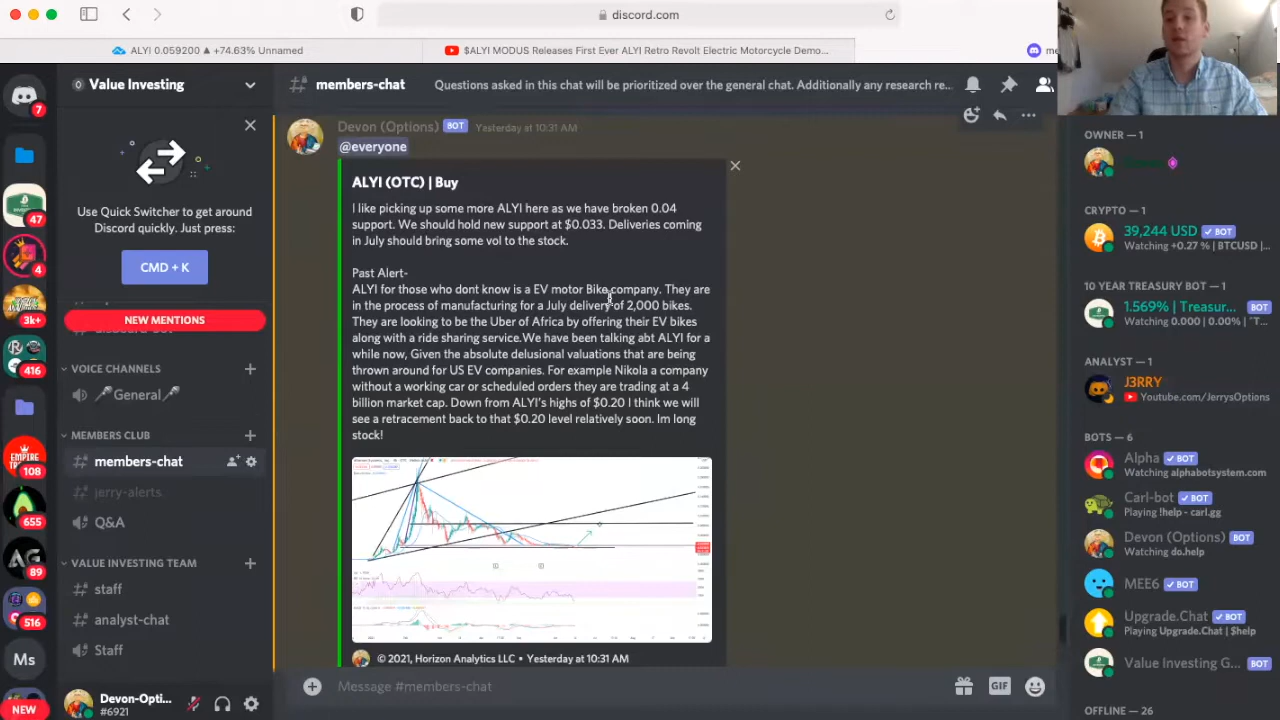 discord.com
ALYI 0.059200 ▲ +74.63% Unnamed
$ALYI MODUS Releases First Ever ALYI Retro Revolt Electric Motorcycle Demo...
me
7
47
4
3k+
416
108
655
AG
89
516
Ms
NEW
Value Investing
Use Quick Switcher to get around
Discord quickly. Just press:
CMD + K
NEW MENTIONS
VOICE CHANNELS
General
MEMBERS CLUB
members-chat
jerry-alerts
Q&A
VALUE INVESTING TEAM
staff
analyst-chat
Staff
Devon-Opti...
#6921
members-chat
Questions asked in this chat will be prioritized over the general chat. Additionally any research re...
Devon (Options) BOT Yesterday at 10:31 AM
@everyone
ALYI (OTC) | Buy
I like picking up some more ALYI here as we have broken 0.04
support. We should hold new support at $0.033. Deliveries coming
in July should bring some vol to the stock.
Past Alert-
ALYI for those who dont know is a EV motor Bike company. They are
in the process of manufacturing for a July delivery of 2,000 bikes.
They are looking to be the Uber of Africa by offering their EV bikes
along with a ride sharing service.We have been talking abt ALYI for a
while now, Given the absolute delusional valuations that are being
thrown around for US EV companies. For example Nikola a company
without a working car or scheduled orders they are trading at a 4
billion market cap. Down from ALYI's highs of $0.20 I think we will
see a retracement back to that $0.20 level relatively soon. Im long
stock!
© 2021, Horizon Analytics LLC • Yesterday at 10:31 AM
Message #members-chat
GIF
OWNER — 1
CRYPTO — 1
39,244 USD BOT
Watching +0.27 % | BTCUSD |...
10 YEAR TREASURY BOT — 1
1.569% | Treasur... BOT
Watching 0.000 | 0.00% | ˆT...
ANALYST — 1
J3RRY
Youtube.com/JerrysOptions
BOTS — 6
Alpha BOT
Watching alphabotsystem.com
Carl-bot BOT
Playing !help - carl.gg
Devon (Options) BOT
Watching do.help
MEE6 BOT
Upgrade.Chat BOT
Playing Upgrade.Chat | $help
Value Investing G... BOT
OFFLINE — 26